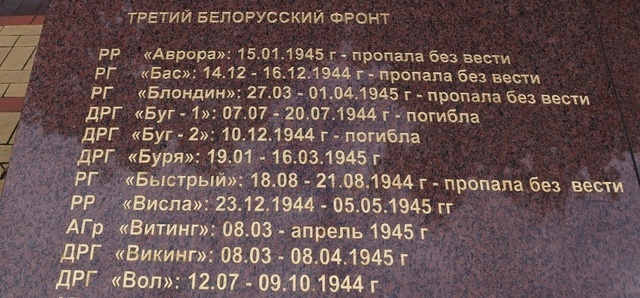 ТРЕТИЙ БЕЛОРУССКИЙ ФРОНТ
РР «Аврора»: 15.01.1945 г - пропала без вести
РГ «Бас»: 14.12 - 16.12.1944 г - пропала без вести
РГ «Блондин»: 27.03 - 01.04.1945 г - пропала без вести
ДРГ «Буг - 1»: 07.07 - 20.07.1944 г - погибла
ДРГ «Буг - 2»: 10.12.1944 г - погибла
ДРГ «Буря»: 19.01 - 16.03.1945 г
РГ «Быстрый»: 18.08 - 21.08.1944 г - пропала без вести
РР «Висла»: 23.12.1944 - 05.05.1945 гг
АГр «Витинг»: 08.03 - апрель 1945 г
ДРГ «Викинг»: 08.03 - 08.04.1945 г
ДРГ «Вол»: 12.07 - 09.10.1944 г